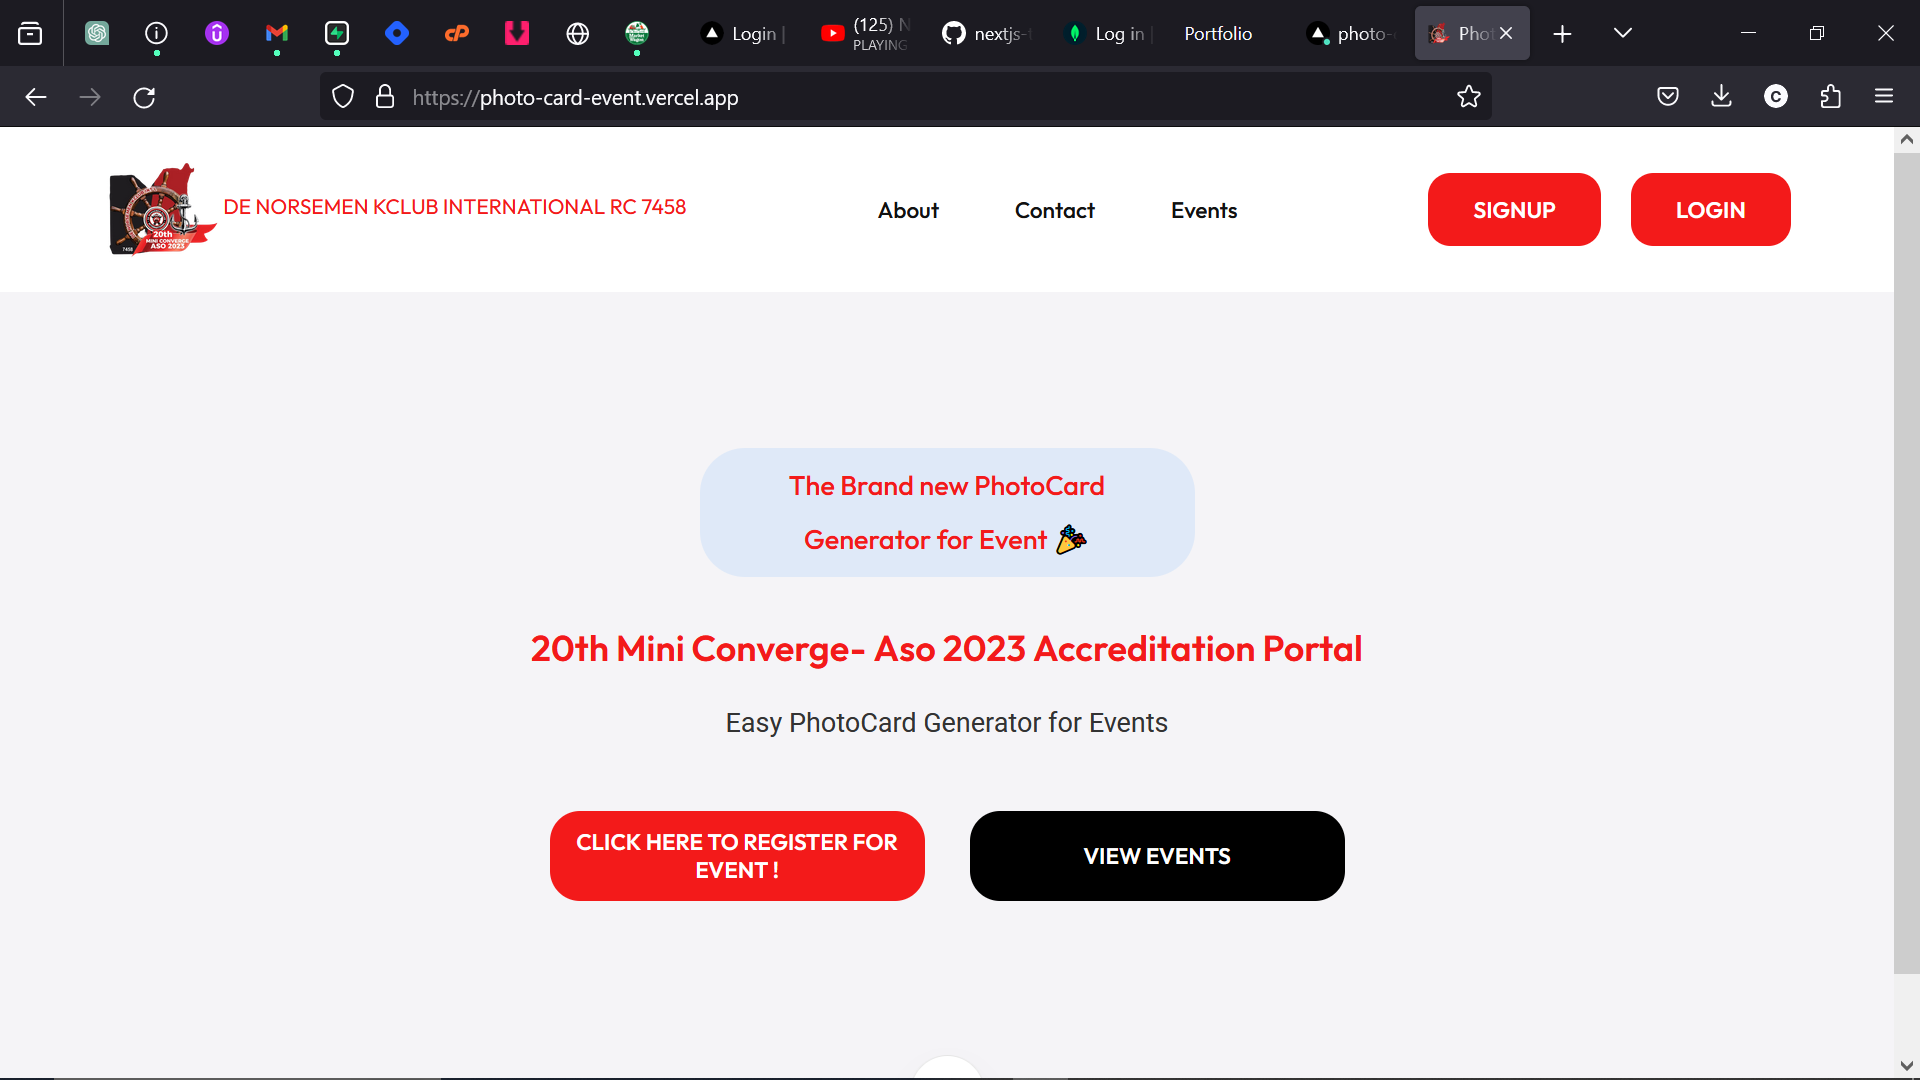 Login
(125) N
PLAYING
nextjs-
Log in
Portfolio
photo-
Phot
https://photo-card-event.vercel.app
20th
MINI CONVERGE
ASO 2023
7458
DE NORSEMEN KCLUB INTERNATIONAL RC 7458
About
Contact
Events
SIGNUP
LOGIN
The Brand new PhotoCard
Generator for Event 🎉
20th Mini Converge- Aso 2023 Accreditation Portal
Easy PhotoCard Generator for Events
CLICK HERE TO REGISTER FOR
EVENT !
VIEW EVENTS